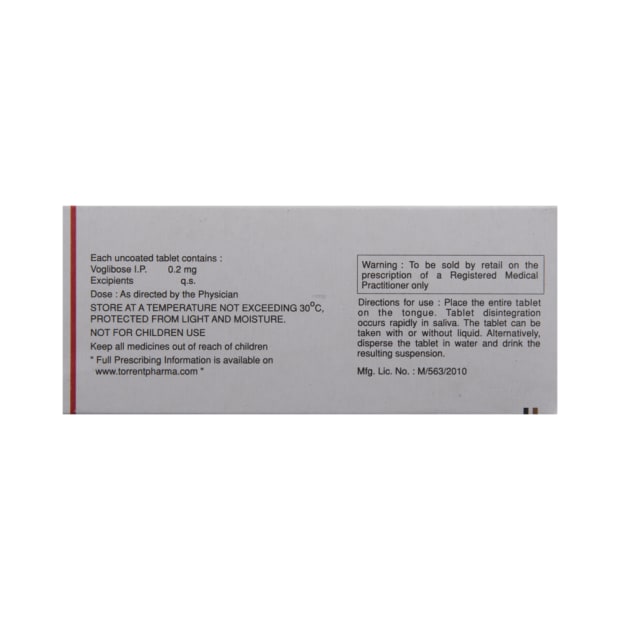 Each uncoated tablet contains :
Voglibose I.P. 0.2 mg
Excipients q.s.
Dose : As directed by the Physician
STORE AT A TEMPERATURE NOT EXCEEDING 30°C,
PROTECTED FROM LIGHT AND MOISTURE.
NOT FOR CHILDREN USE
Keep all medicines out of reach of children
" Full Prescribing Information is available on
www.torrentpharma.com "
Warning : To be sold by retail on the
prescription of a Registered Medical
Practitioner only
Directions for use : Place the entire tablet
on the tongue. Tablet disintegration
occurs rapidly in saliva. The tablet can be
taken with or without liquid. Alternatively,
disperse the tablet in water and drink the
resulting suspension.
Mfg. Lic. No. : M/563/2010